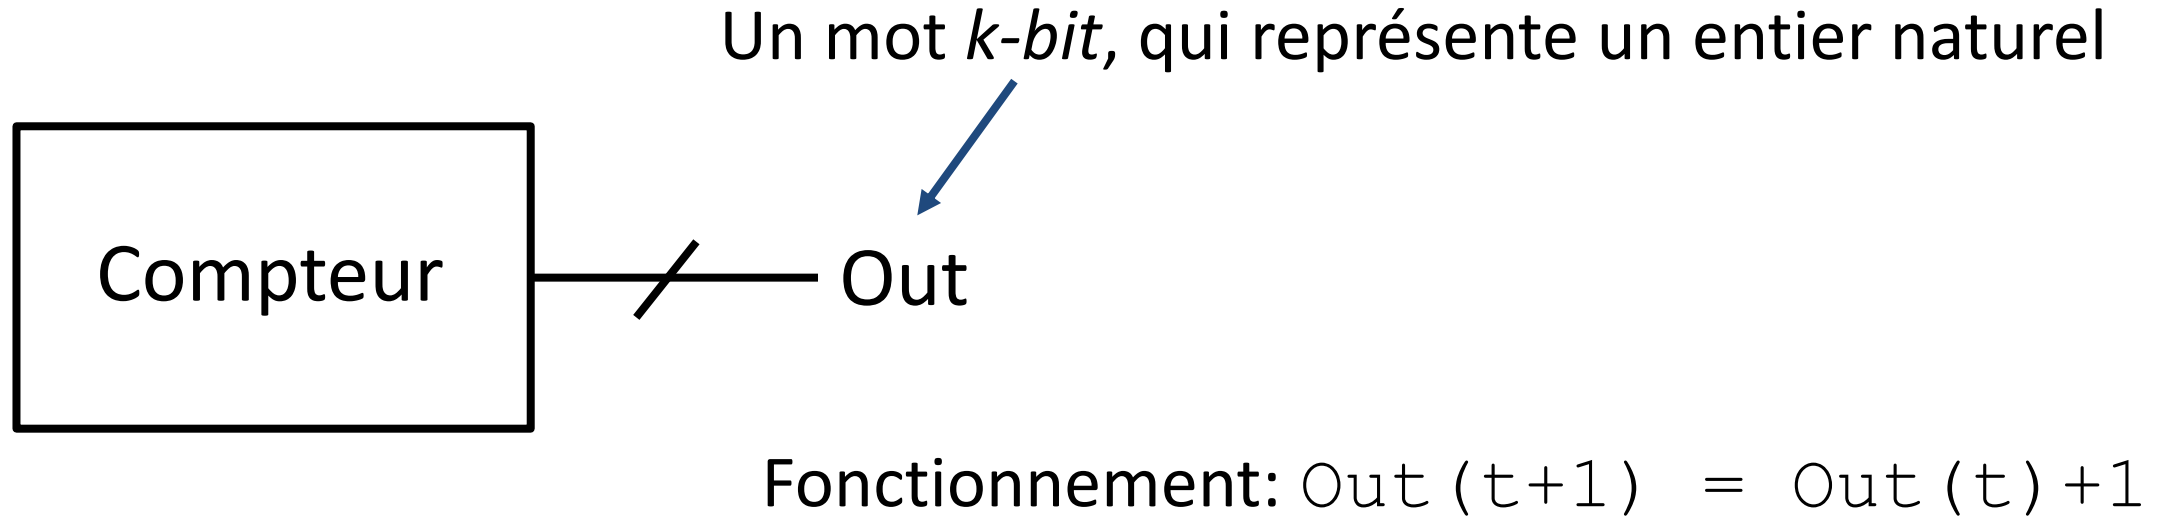 Un mot k-bit, qui représente un entier naturel
Compteur
Out
Fonctionnement: Out(t+1) = Out(t)+1